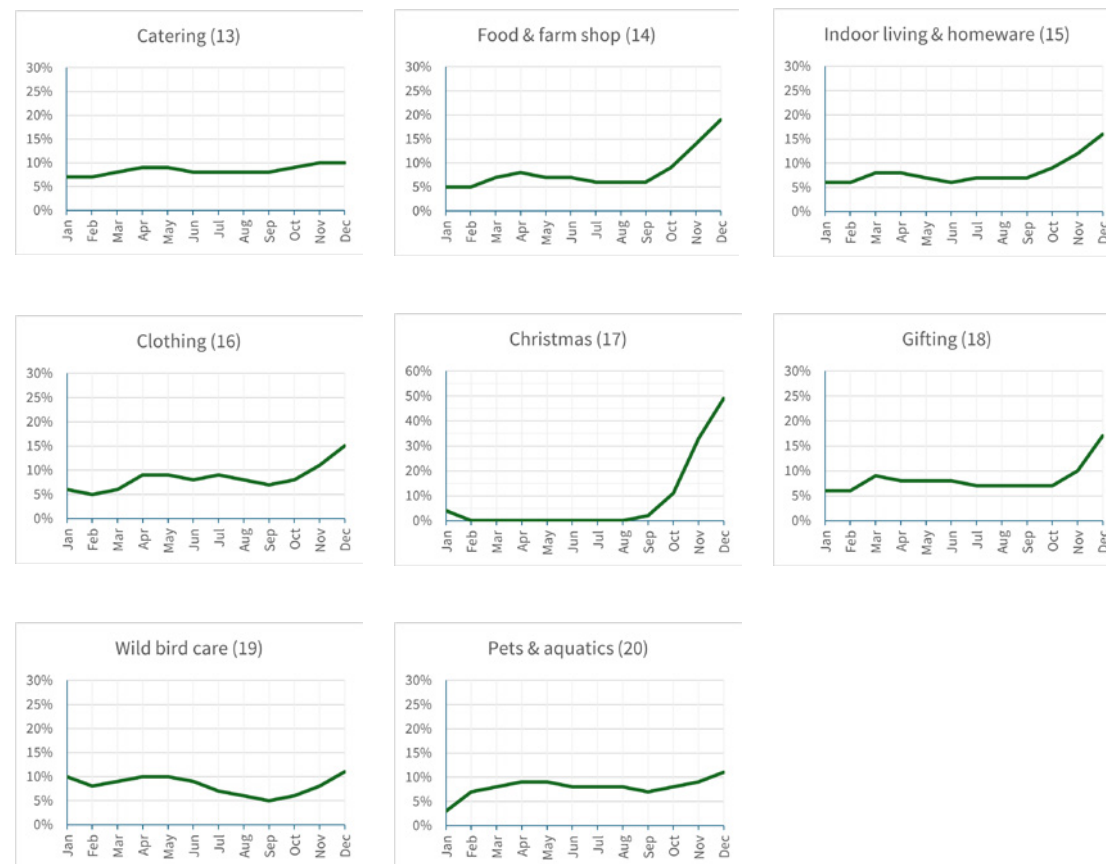 Catering (13)
30%
25%
20%
15%
10%
5%
0%
Jan
Feb
Mar
Apr
May
Jun
Jul
Aug
Sep
Oct
Nov
Dec
Food & farm shop (14)
30%
25%
20%
15%
10%
5%
0%
Jan
Feb
Mar
Apr
May
Jun
Jul
Aug
Sep
Oct
Nov
Dec
Indoor living & homeware (15)
30%
25%
20%
15%
10%
5%
0%
Jan
Feb
Mar
Apr
May
Jun
Jul
Aug
Sep
Oct
Nov
Dec
Clothing (16)
30%
25%
20%
15%
10%
5%
0%
Jan
Feb
Mar
Apr
May
Jun
Jul
Aug
Sep
Oct
Nov
Dec
Christmas (17)
60%
50%
40%
30%
20%
10%
0%
Jan
Feb
Mar
Apr
May
Jun
Jul
Aug
Sep
Oct
Nov
Dec
Gifting (18)
30%
25%
20%
15%
10%
5%
0%
Jan
Feb
Mar
Apr
May
Jun
Jul
Aug
Sep
Oct
Nov
Dec
Wild bird care (19)
30%
25%
20%
15%
10%
5%
0%
Jan
Feb
Mar
Apr
May
Jun
Jul
Aug
Sep
Oct
Nov
Dec
Pets & aquatics (20)
30%
25%
20%
15%
10%
5%
0%
Jan
Feb
Mar
Apr
May
Jun
Jul
Aug
Sep
Oct
Nov
Dec